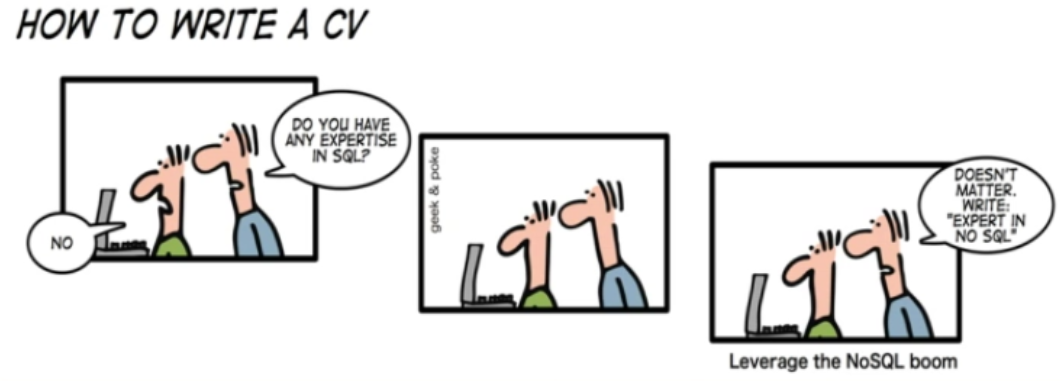 HOW TO WRITE A CV
DO YOU HAVE
ANY EXPERTISE
IN SQL?
NO
geek & poke
DOESN'T
MATTER.
WRITE:
"EXPERT IN
NO SQL"
Leverage the NoSQL boom